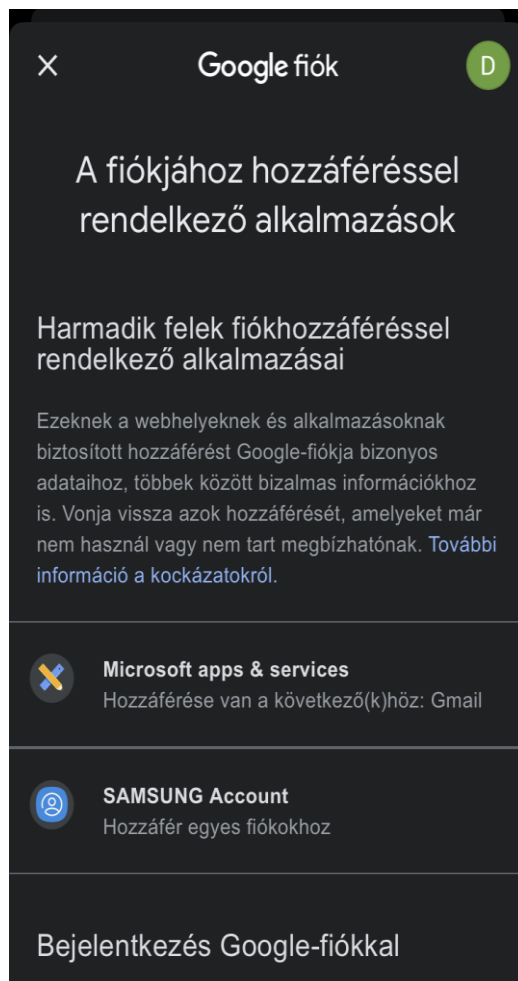 Google fiók
D
A fiókjához hozzáféréssel
rendelkező alkalmazások
Harmadik felek fiókhozzáféréssel
rendelkező alkalmazásai
Ezeknek a webhelyeknek és alkalmazásoknak
biztosított hozzáférést Google-fiókja bizonyos
adataihoz, többek között bizalmas információkhoz
is. Vonja vissza azok hozzáférését, amelyeket már
nem használ vagy nem tart megbízhatónak. További
információ a kockázatokról.
Microsoft apps & services
Hozzáférése van a következő(k)höz: Gmail
SAMSUNG Account
Hozzáfér egyes fiókokhoz
Bejelentkezés Google-fiókkal